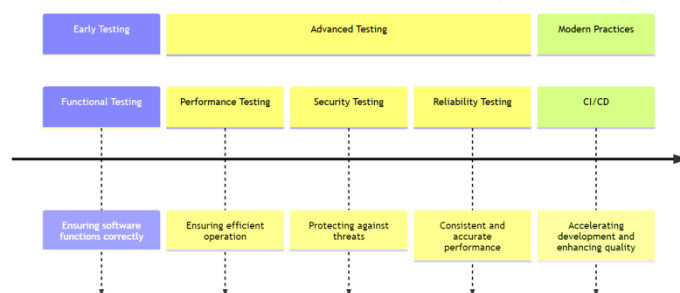 Early Testing
Advanced Testing
Modern Practices
Functional Testing
Performance Testing
Security Testing
Reliability Testing
CI/CD
Ensuring software
functions correctly
Ensuring efficient
operation
Protecting against
threats
Consistent and
accurate
performance
Accelerating
development and
enhancing quality